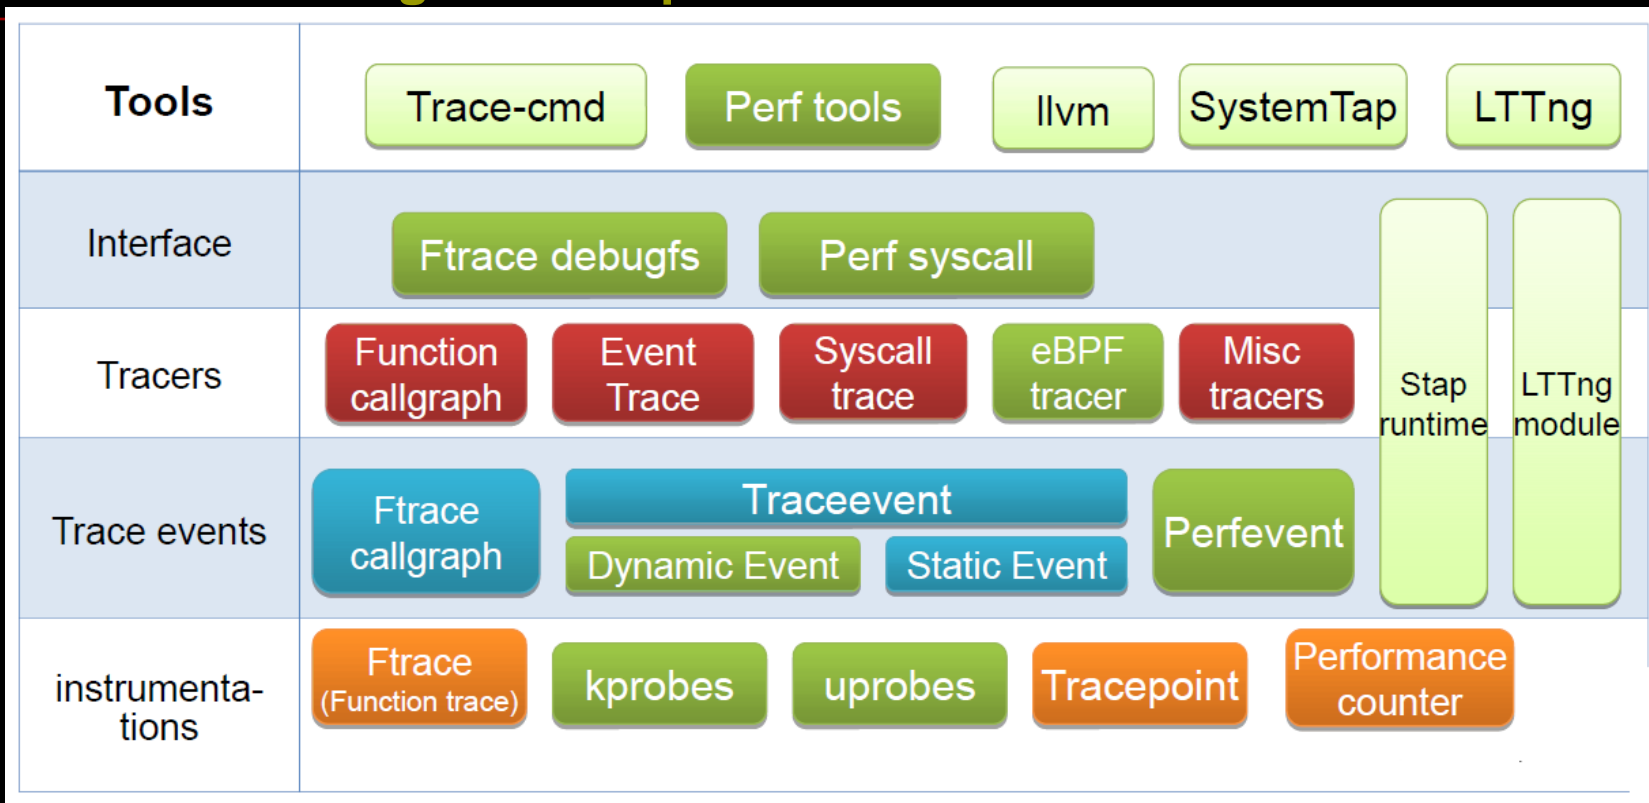 Tools
Trace-cmd
Perf tools
llvm
SystemTap
LTTng
Interface
Ftrace debugfs
Perf syscall
Tracers
Function
callgraph
Event
Trace
Syscall
trace
eBPF
tracer
Misc
tracers
Stap
runtime
LTTng
module
Trace events
Ftrace
callgraph
Traceevent
Dynamic Event
Static Event
Perfevent
instrumenta-
tions
Ftrace
(Function trace)
kprobes
uprobes
Tracepoint
Performance
counter